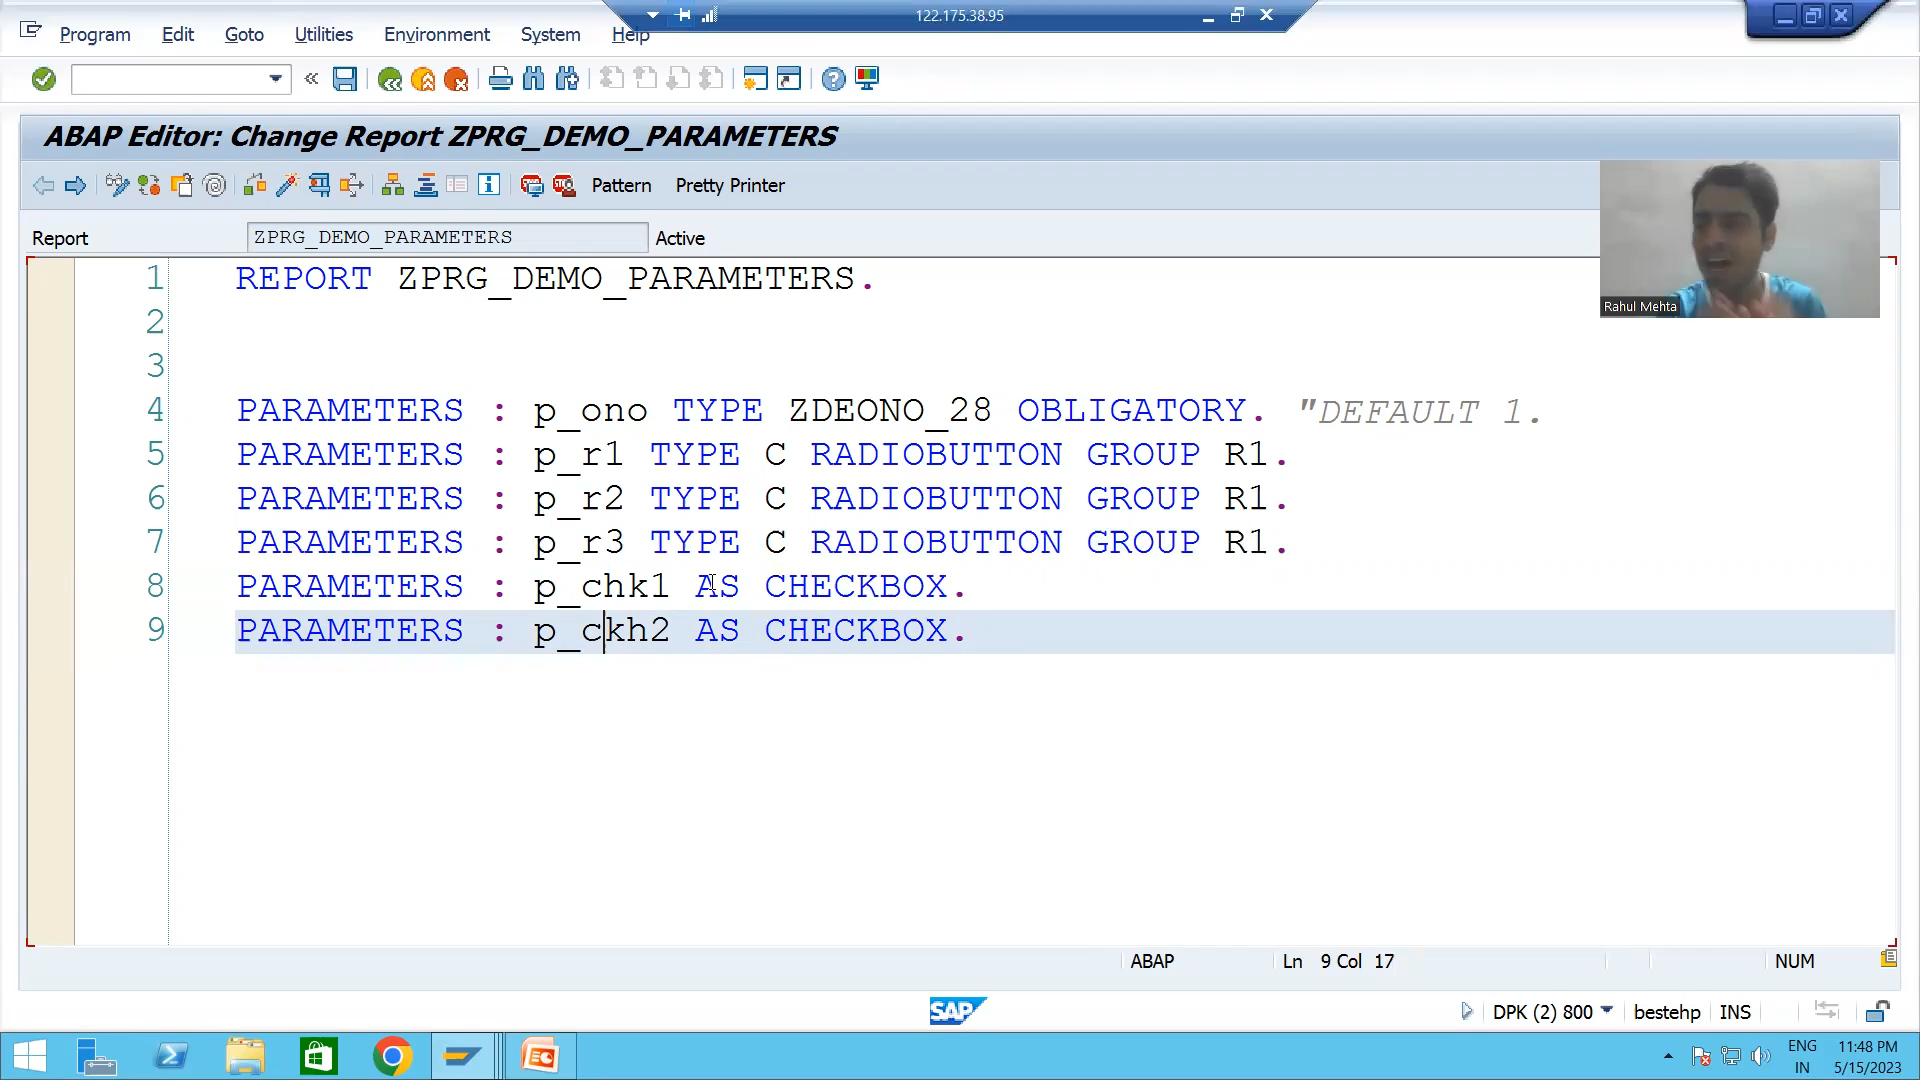 122.175.38.95
Program Edit Goto Utilities Environment System Help
ABAP Editor: Change Report ZPRG_DEMO_PARAMETERS
Pattern Pretty Printer
Report ZPRG_DEMO_PARAMETERS Active
Rahul Mehta
1 REPORT ZPRG_DEMO_PARAMETERS.
2
3
4 PARAMETERS : p_ono TYPE ZDEONO_28 OBLIGATORY. "DEFAULT 1.
5 PARAMETERS : p_r1 TYPE C RADIOBUTTON GROUP R1.
6 PARAMETERS : p_r2 TYPE C RADIOBUTTON GROUP R1.
7 PARAMETERS : p_r3 TYPE C RADIOBUTTON GROUP R1.
8 PARAMETERS : p_chk1 AS CHECKBOX.
9 PARAMETERS : p_ckh2 AS CHECKBOX.
ABAP Ln 9 Col 17 NUM
SAP DPK (2) 800 bestehp INS
ENG 11:48 PM
IN 5/15/2023